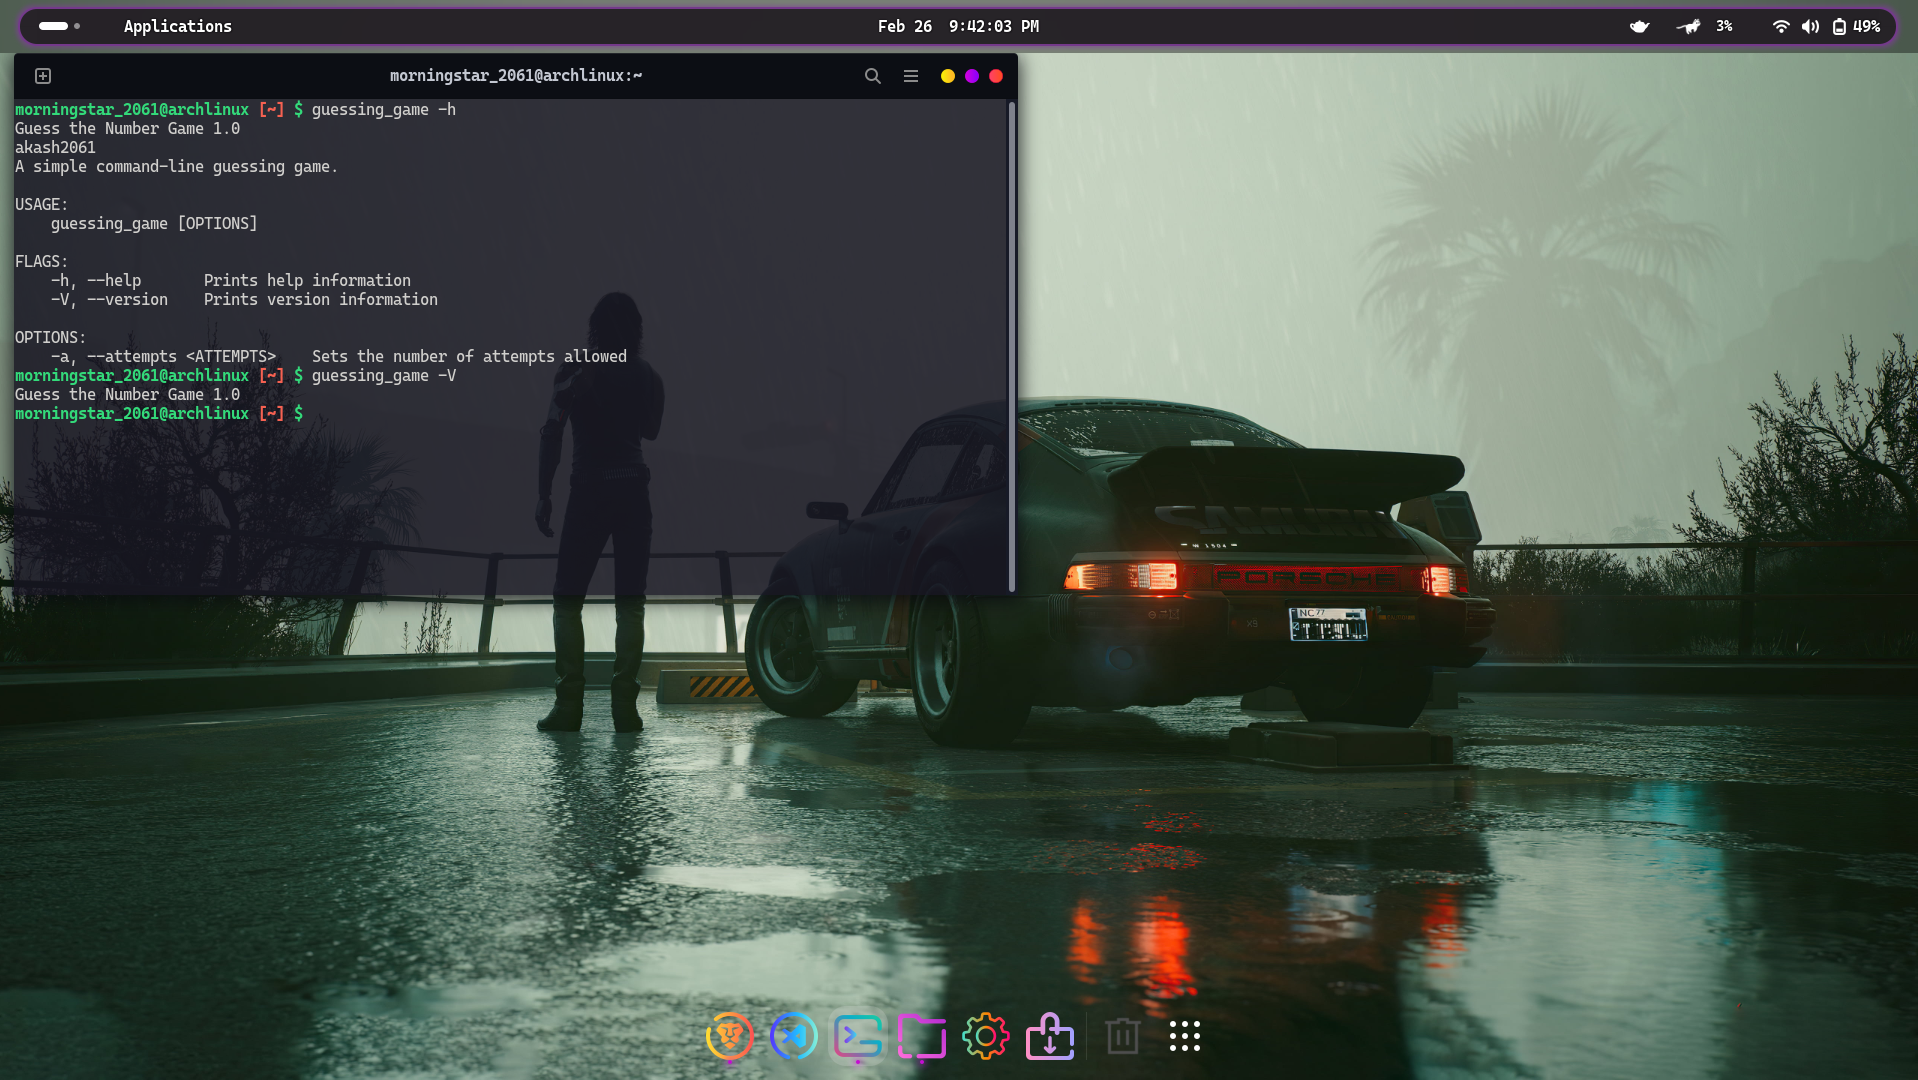 Applications
Feb 26 9:42:03 PM
3%
49%
morningstar_2061@archlinux:~
morningstar_2061@archlinux [~] $ guessing_game -h
Guess the Number Game 1.0
akash2061
A simple command-line guessing game.
USAGE:
guessing_game [OPTIONS]
FLAGS:
-h, --help Prints help information
-V, --version Prints version information
OPTIONS:
-a, --attempts <ATTEMPTS> Sets the number of attempts allowed
morningstar_2061@archlinux [~] $ guessing_game -V
Guess the Number Game 1.0
morningstar_2061@archlinux [~] $
PORSCHE
NC77